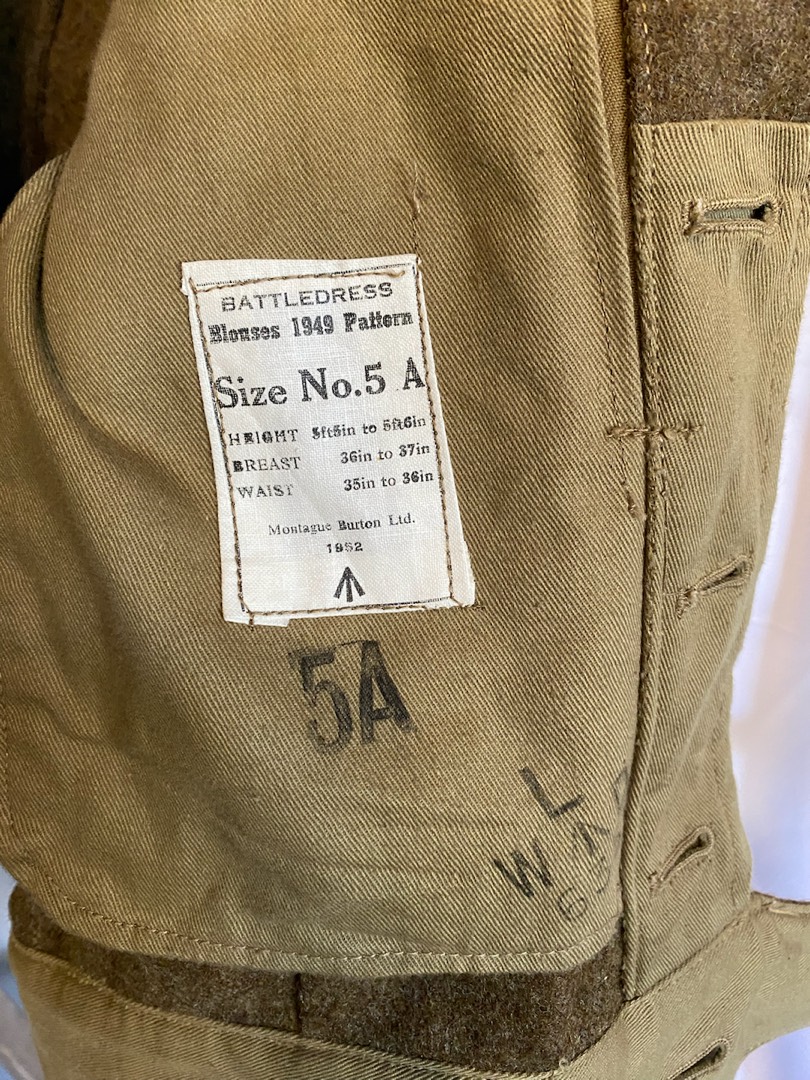 BATTLEDRESS
Blouses 1949 Pattern
Size No.5 A
HEIGHT 5ft5in to 5ft6in
BREAST 36in to 37in
WAIST 35in to 36in
Montague Burton Ltd.
1952
5A
L
W